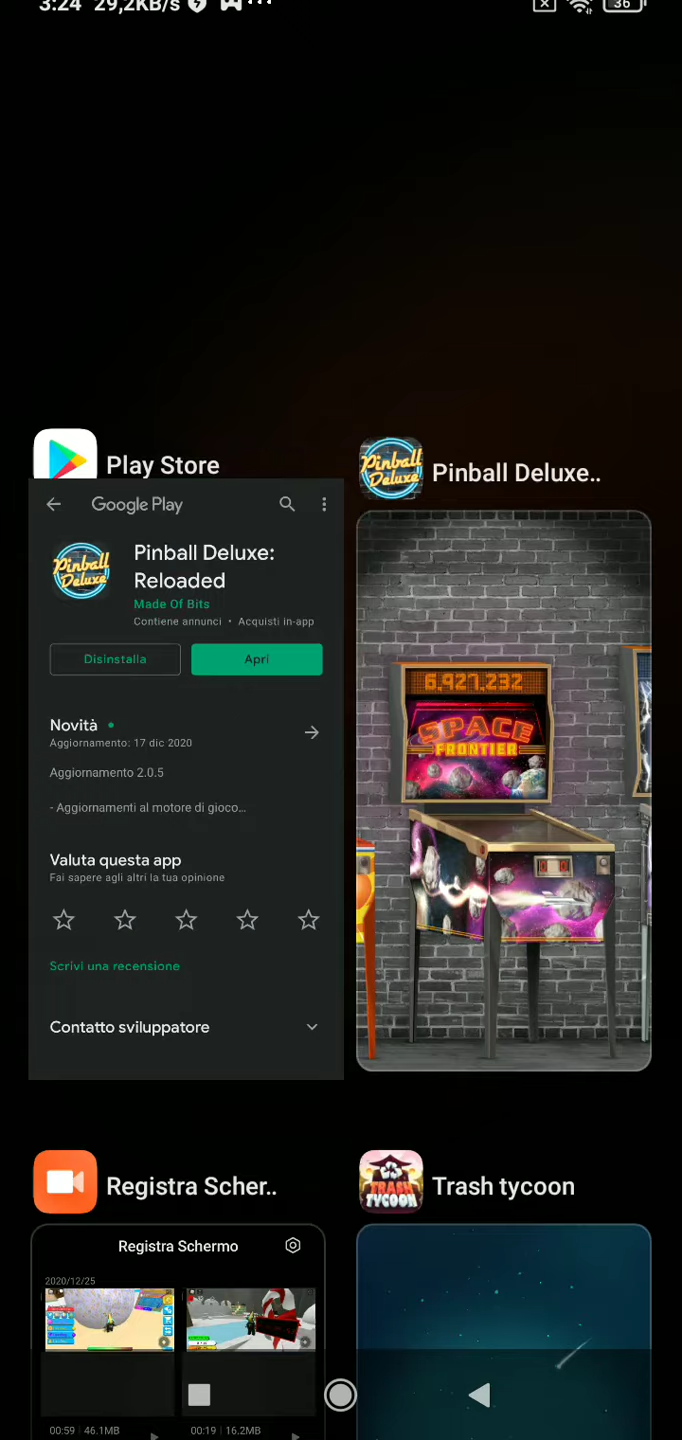 3:24 29,2KB/s
36
Play Store
Pinball Deluxe
Pinball Deluxe..
Google Play
Pinball Deluxe
Pinball Deluxe:
Reloaded
Made Of Bits
Contiene annunci • Acquisti in-app
Disinstalla
Apri
6,927,232
SPACE
FRONTIER
Novità
Aggiornamento: 17 dic 2020
Aggiornamento 2.0.5
- Aggiornamenti al motore di gioco…
Valuta questa app
Fai sapere agli altri la tua opinione
Scrivi una recensione
Contatto sviluppatore
Registra Scher..
TRASH
TYCOON
Trash tycoon
Registra Schermo
2020/12/25
00:59 46.1MB
00:19 16,2MB